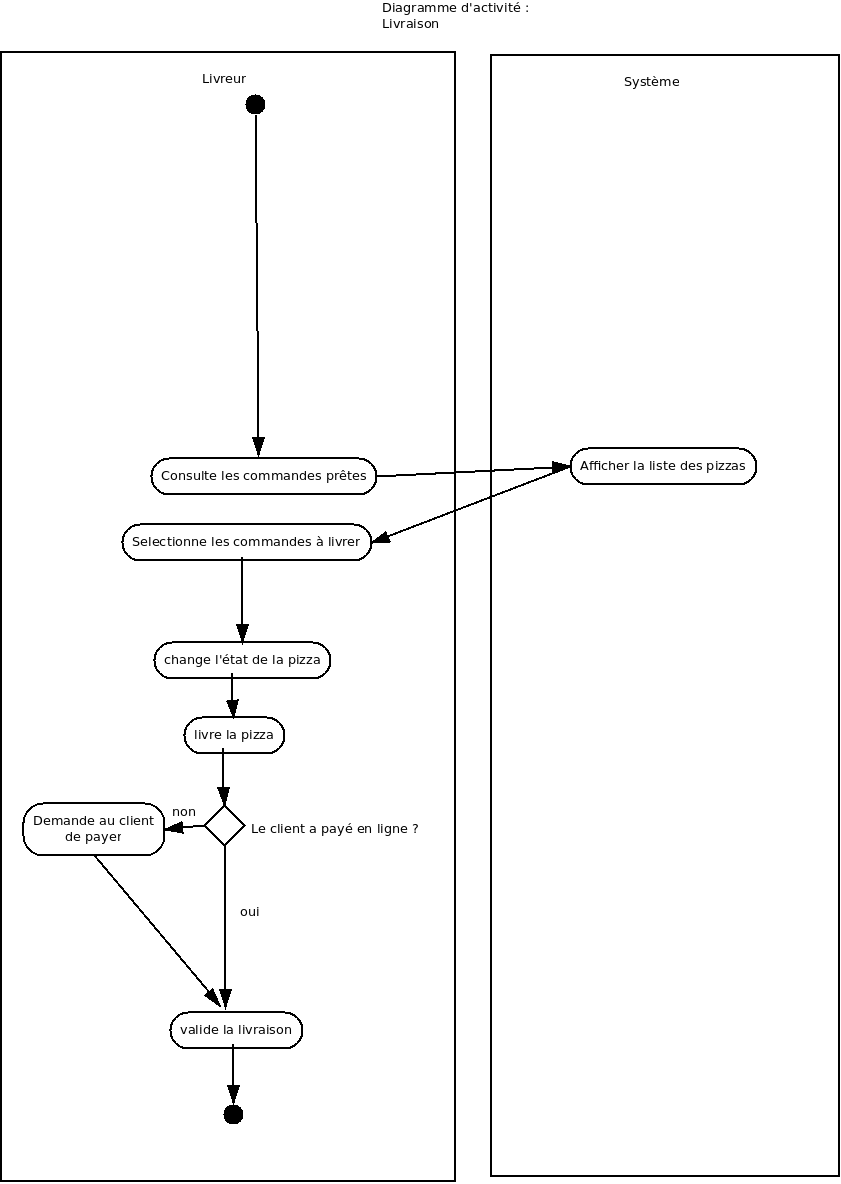 Diagramme d'activité :
Livraison
Livreur
Système
Consulte les commandes prêtes
Afficher la liste des pizzas
Selectionne les commandes à livrer
change l'état de la pizza
livre la pizza
non
Demande au client
de payer
Le client a payé en ligne ?
oui
valide la livraison